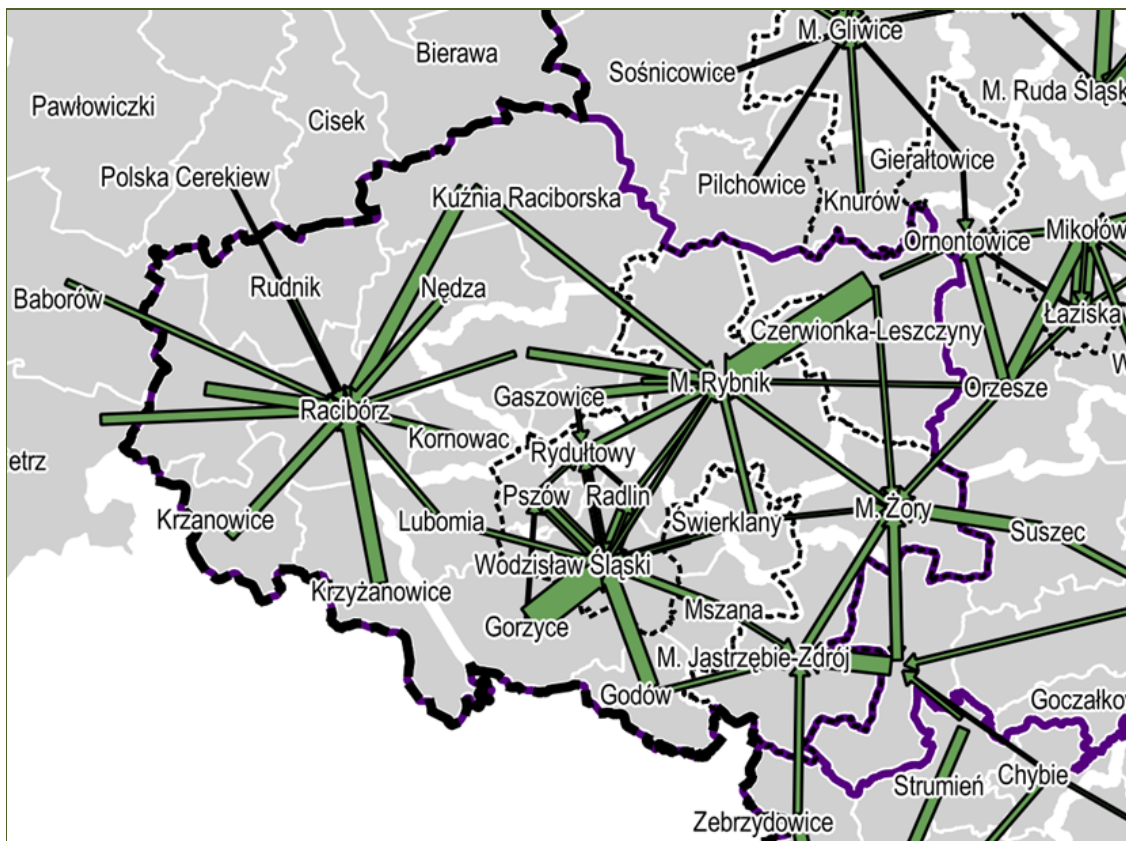 M. Gliwice
Bierawa
Sośnicowice
M. Ruda Śląsk
Pawłowiczki
Cisek
Gierałtowice
Polska Cerekiew
Pilchowice
Kuźnia Raciborska
Knurów
Ornontowice
Mikołów
Rudnik
Nędza
Baborów
Łaziska
Czerwionka-Leszczyny
W
M. Rybnik
Orzesze
Gaszowice
Racibórz
Kornowac
Rydułtowy
ietrz
Pszów
Radlin
M. Żory
Krzanowice
Lubomia
Świerklany
Suszec
Wodzisław Śląski
Krzyżanowice
Mszana
Gorzyce
M. Jastrzębie-Zdrój
Godów
Goczałkow
Chybie
Strumień
Zebrzydowice